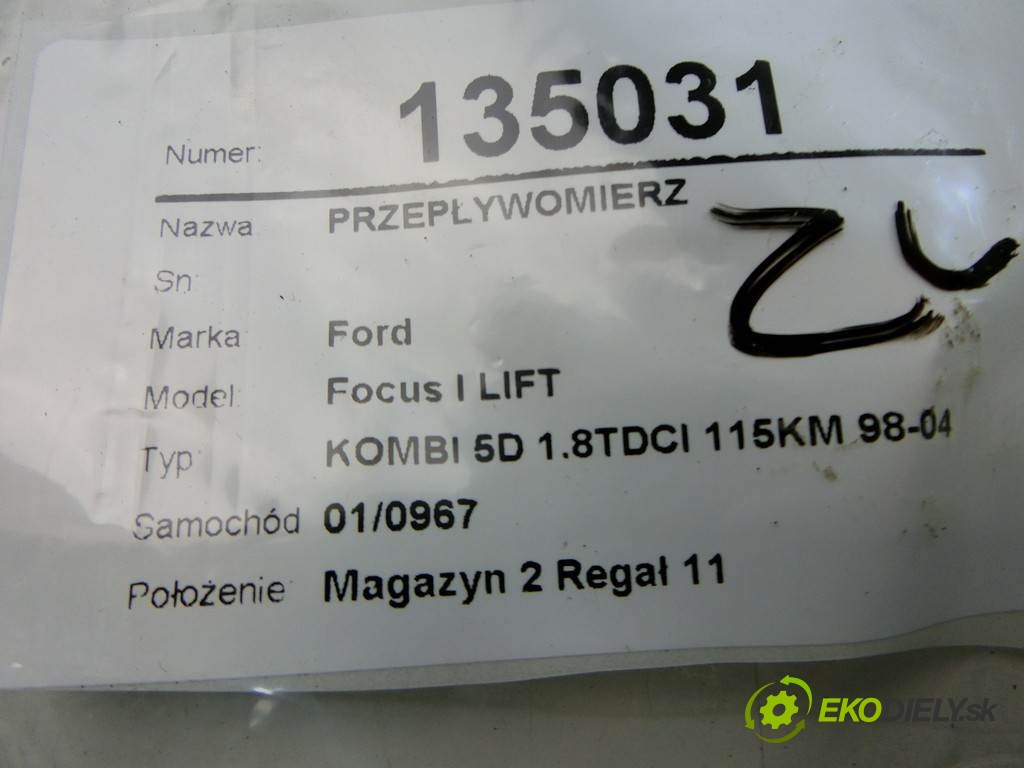 Numer: 135031
Nazwa PRZEPŁYWOMIERZ
Sn:
Marka Ford
Model: Focus I LIFT
Typ: KOMBI 5D 1.8TDCI 115KM 98-04
Samochód 01/0967
Położenie: Magazyn 2 Regał 11
EKODIELY.sk